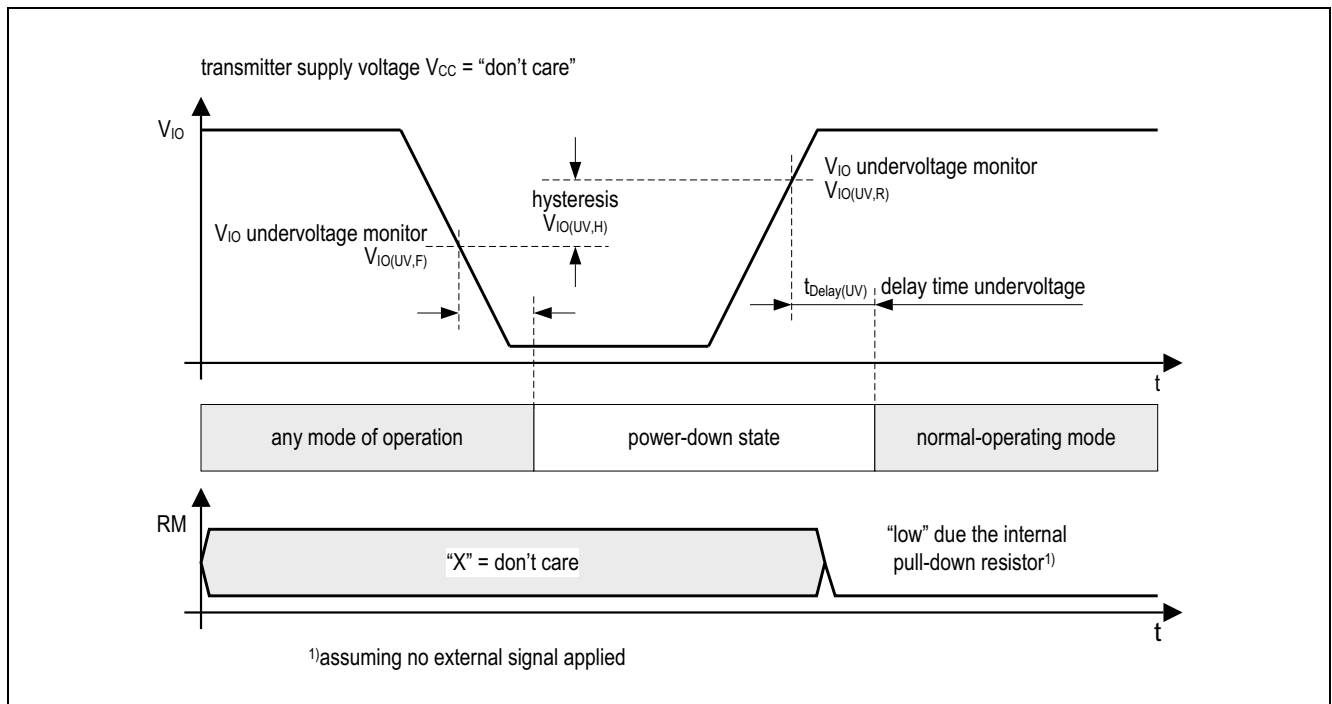 transmitter supply voltage VCC = “don’t care”
VIO
VIO undervoltage monitor
VIO(UV,R)
hysteresis
VIO(UV,H)
VIO undervoltage monitor
VIO(UV,F)
tDelay(UV) delay time undervoltage
t
any mode of operation
power-down state
normal-operating mode
RM
“X” = don’t care
“low” due the internal
pull-down resistor1)
t
1)assuming no external signal applied